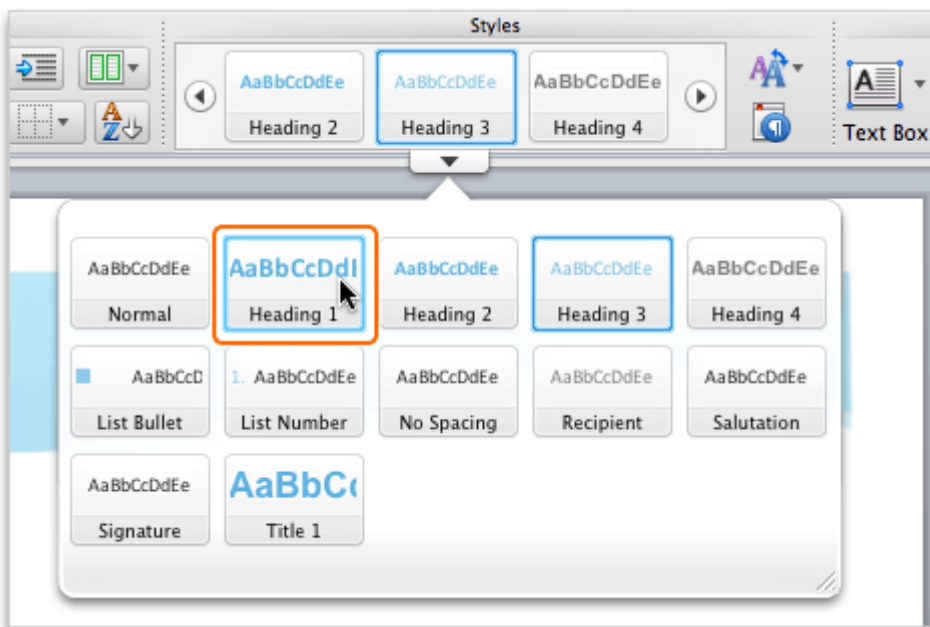 Styles
AaBbCcDdEe AaBbCcDdEe AaBbCcDdEe
Heading 2 Heading 3 Heading 4
A
Z
A
Text Box
AaBbCcDdEe AaBbCcDdI AaBbCcDdEe AaBbCcDdEe AaBbCcDdEe
Normal Heading 1 Heading 2 Heading 3 Heading 4
AaBbCcD 1. AaBbCcDdEe AaBbCcDdEe AaBbCcDdEe AaBbCcDdEe
List Bullet List Number No Spacing Recipient Salutation
AaBbCcDdEe AaBbC
Signature Title 1